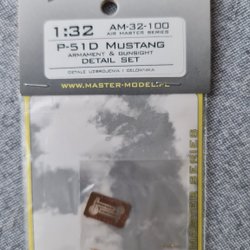 1:32
AM-32-100
AIR MASTER SERIES
P-51D MUSTANG
ARMAMENT & GUNSIGHT
DETAIL SET
DETALE UZBROJENIA I CELOWNIKA
WWW.MASTER-MODEL.PL
SERIES